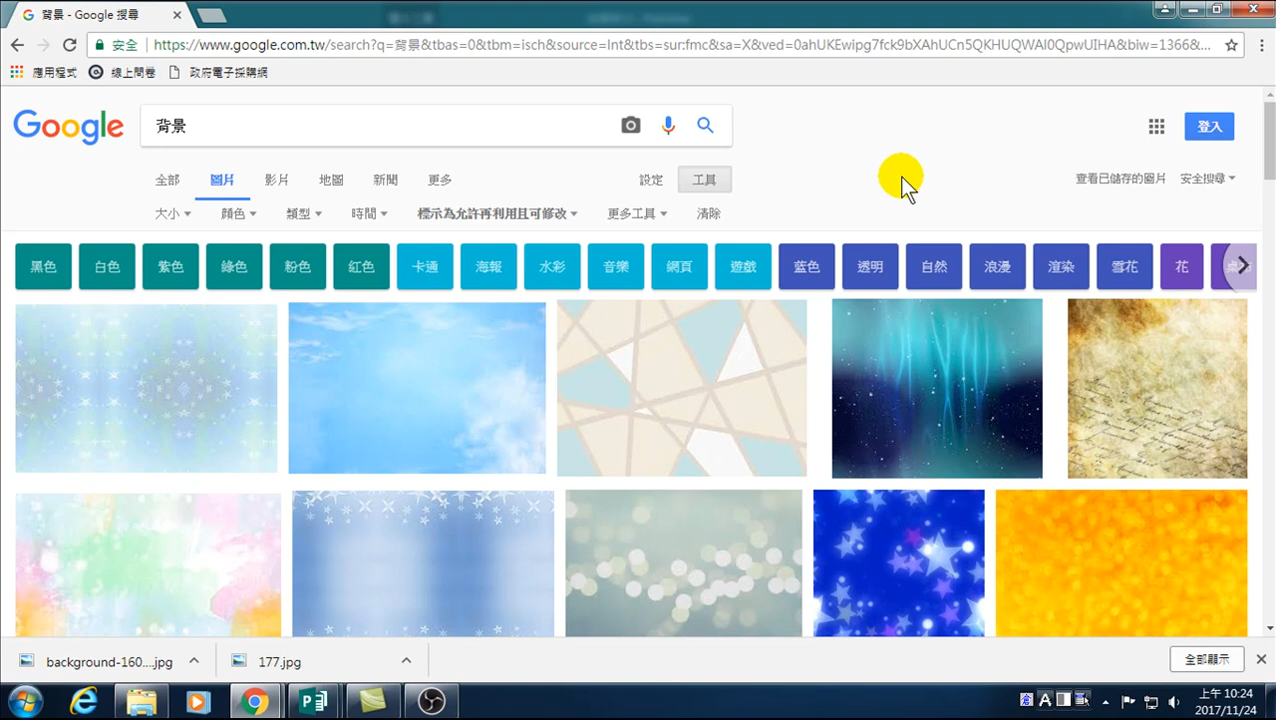 背景 - Google 搜尋
安全 https://www.google.com.tw/search?q=背景&tbas=0&tbm=isch&source=lnt&tbs=sur:fmc&sa=X&ved=0ahUKEwipg7fck9bXAhUCn5QKHUQWAI0QpwUIHA&biw=1366&...
應用程式 線上問卷 政府電子採購網
Google 背景 登入
全部 圖片 影片 地圖 新聞 更多 設定 工具 查看已儲存的圖片 安全搜尋
大小 顏色 類型 時間 標示為允許再利用且可修改 更多工具 清除
黑色 白色 紫色 綠色 粉色 紅色 卡通 海報 水彩 音樂 網頁 遊戲 藍色 透明 自然 浪漫 渲染 雪花 花
background-160....jpg 177.jpg 全部顯示
上午 10:24
2017/11/24